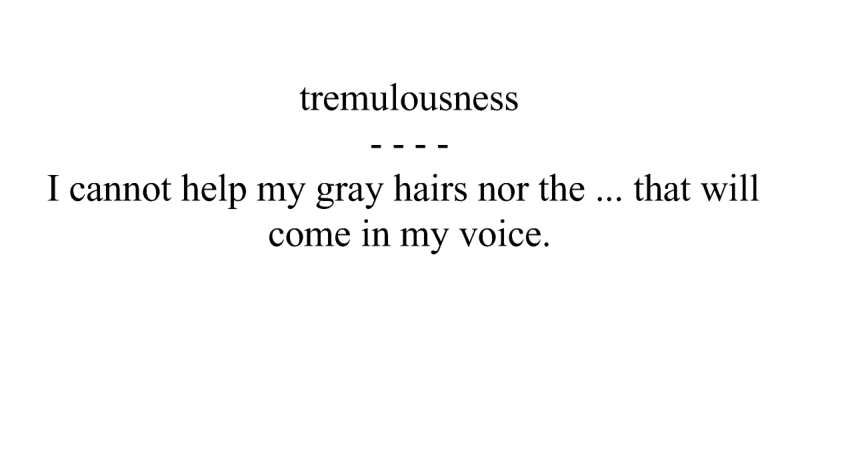 tremulousness
- - - -
I cannot help my gray hairs nor the ... that will
come in my voice.